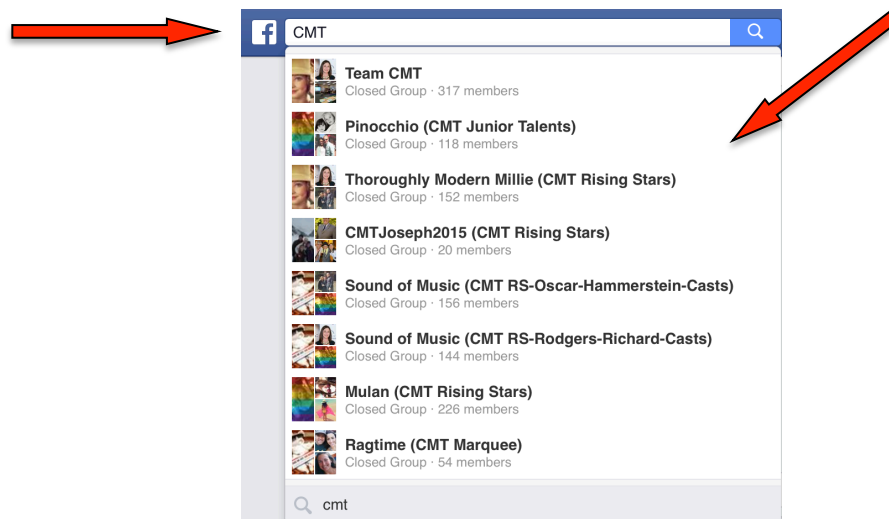 CMT
Team CMT
Closed Group · 317 members
Pinocchio (CMT Junior Talents)
Closed Group · 118 members
Thoroughly Modern Millie (CMT Rising Stars)
Closed Group · 152 members
CMTJoseph2015 (CMT Rising Stars)
Closed Group · 20 members
Sound of Music (CMT RS-Oscar-Hammerstein-Casts)
Closed Group · 156 members
Sound of Music (CMT RS-Rodgers-Richard-Casts)
Closed Group · 144 members
Mulan (CMT Rising Stars)
Closed Group · 226 members
Ragtime (CMT Marquee)
Closed Group · 54 members
cmt